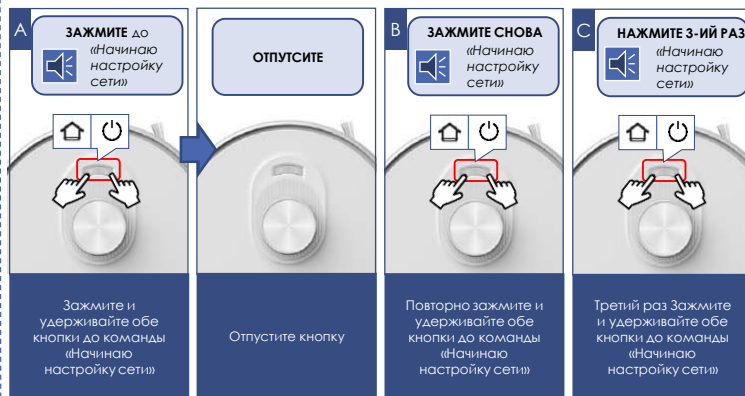 A
ЗАЖМИТЕ до
«Начинаю
настройку
сети»
Зажмите и
удерживайте обе
кнопки до команды
«Начинаю
настройку сети»
ОТПУТСИТЕ
Отпустите кнопку
B
ЗАЖМИТЕ СНОВА
«Начинаю
настройку
сети»
Повторно зажмите и
удерживайте обе
кнопки до команды
«Начинаю
настройку сети»
C
НАЖМИТЕ 3-ИЙ РАЗ
«Начинаю
настройку
сети»
Третий раз Зажмите
и удерживайте обе
кнопки до команды
«Начинаю
настройку сети»